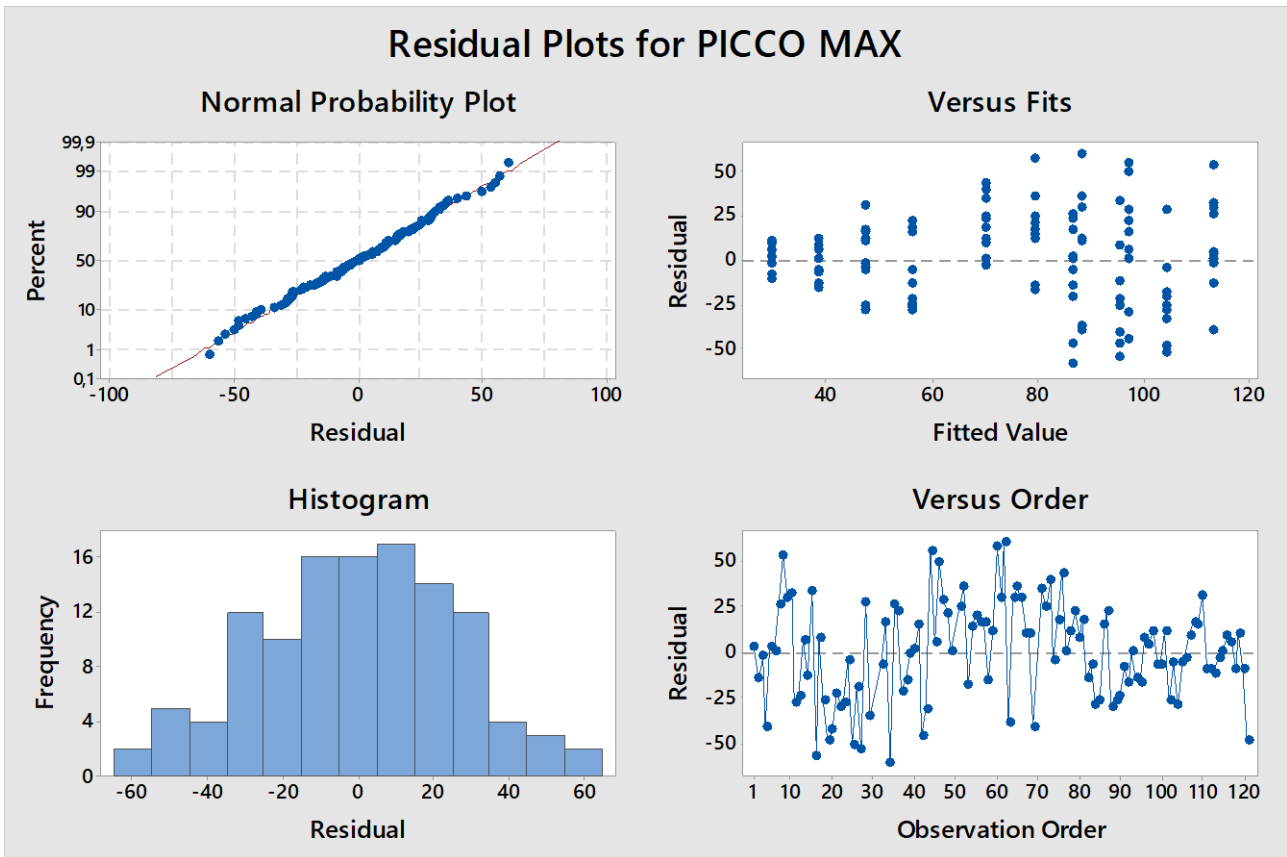 Residual Plots for PICCO MAX
Normal Probability Plot
99,9
99
90
50
10
1
0,1
Percent
-100 -50 0 50 100
Residual
Versus Fits
50
25
0
-25
-50
Residual
40 60 80 100 120
Fitted Value
Histogram
16
12
8
4
0
Frequency
-60 -40 -20 0 20 40 60
Residual
Versus Order
50
25
0
-25
-50
Residual
1 10 20 30 40 50 60 70 80 90 100 110 120
Observation Order